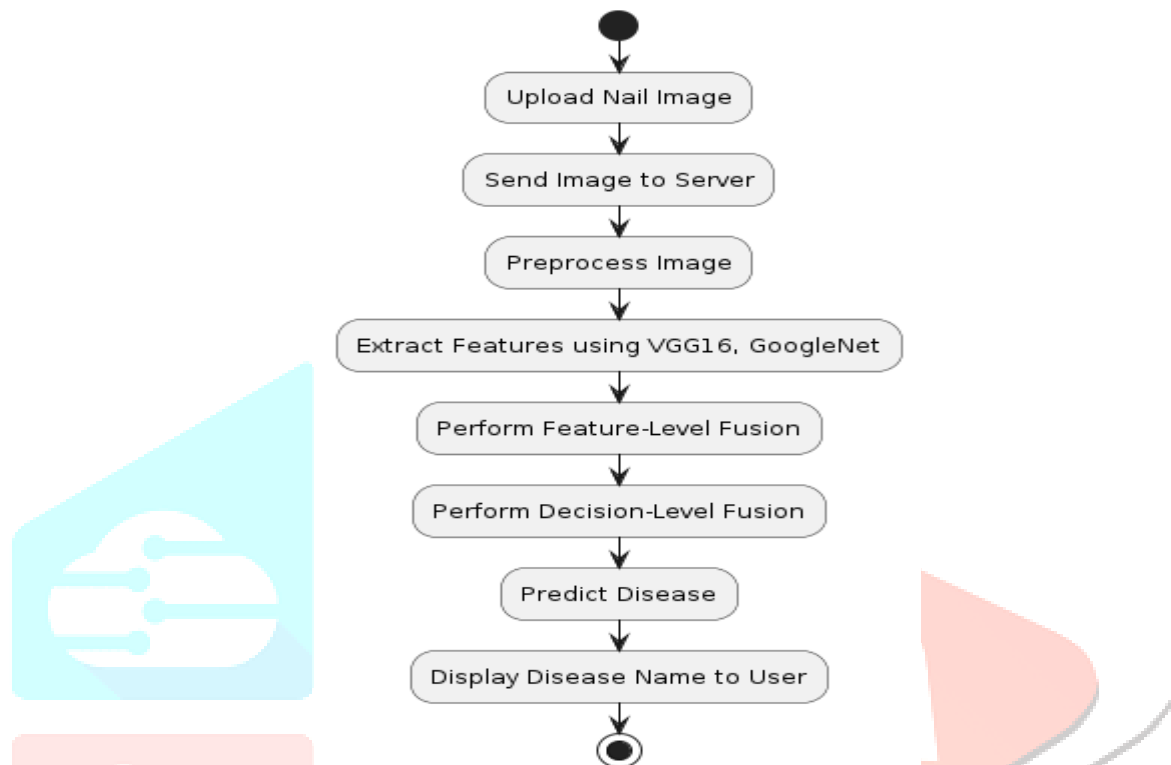 Upload Nail Image
Send Image to Server
Preprocess Image
Extract Features using VGG16, GoogleNet
Perform Feature-Level Fusion
Perform Decision-Level Fusion
Predict Disease
Display Disease Name to User